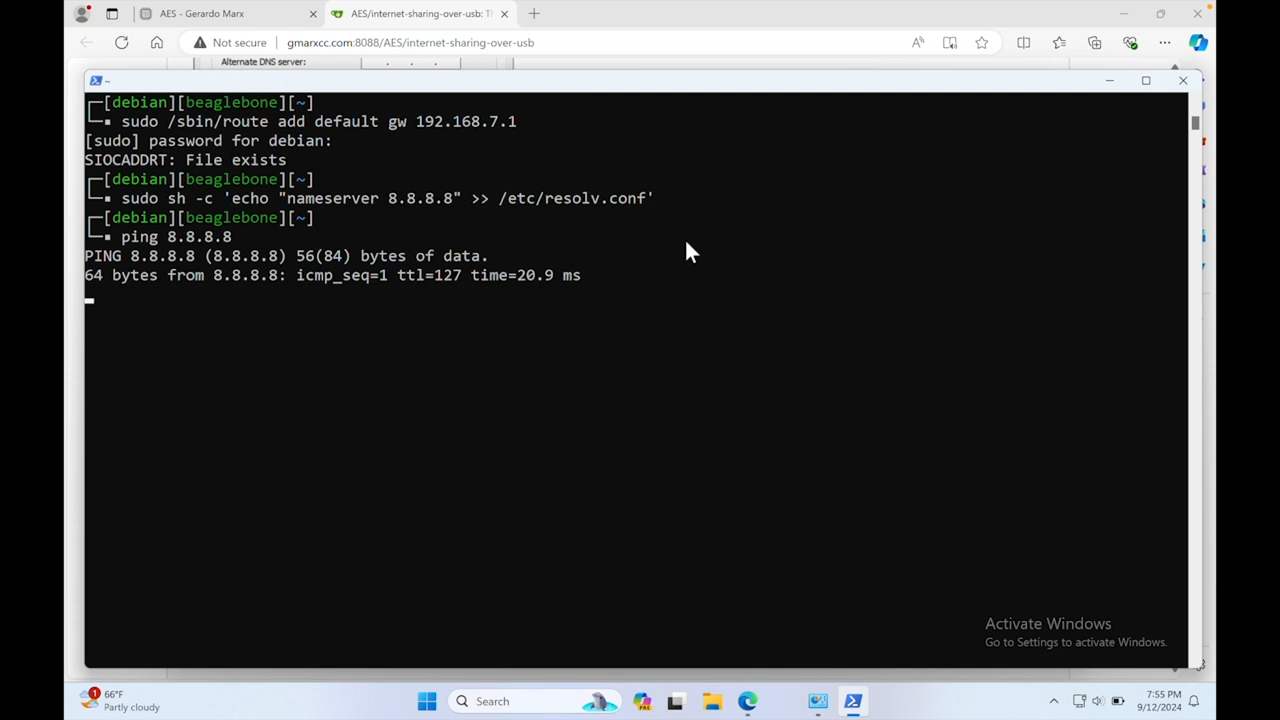 AES - Gerardo Marx
AES/internet-sharing-over-usb: T
Not secure
gmarxcc.com:8088/AES/internet-sharing-over-usb
Alternate DNS server:
~
[debian][beaglebone][~]
sudo /sbin/route add default gw 192.168.7.1
[sudo] password for debian:
SIOCADDRT: File exists
[debian][beaglebone][~]
sudo sh -c 'echo "nameserver 8.8.8.8" >> /etc/resolv.conf'
[debian][beaglebone][~]
ping 8.8.8.8
PING 8.8.8.8 (8.8.8.8) 56(84) bytes of data.
64 bytes from 8.8.8.8: icmp_seq=1 ttl=127 time=20.9 ms
Activate Windows
Go to Settings to activate Windows.
1
66°F
Partly cloudy
Search
7:55 PM
9/12/2024